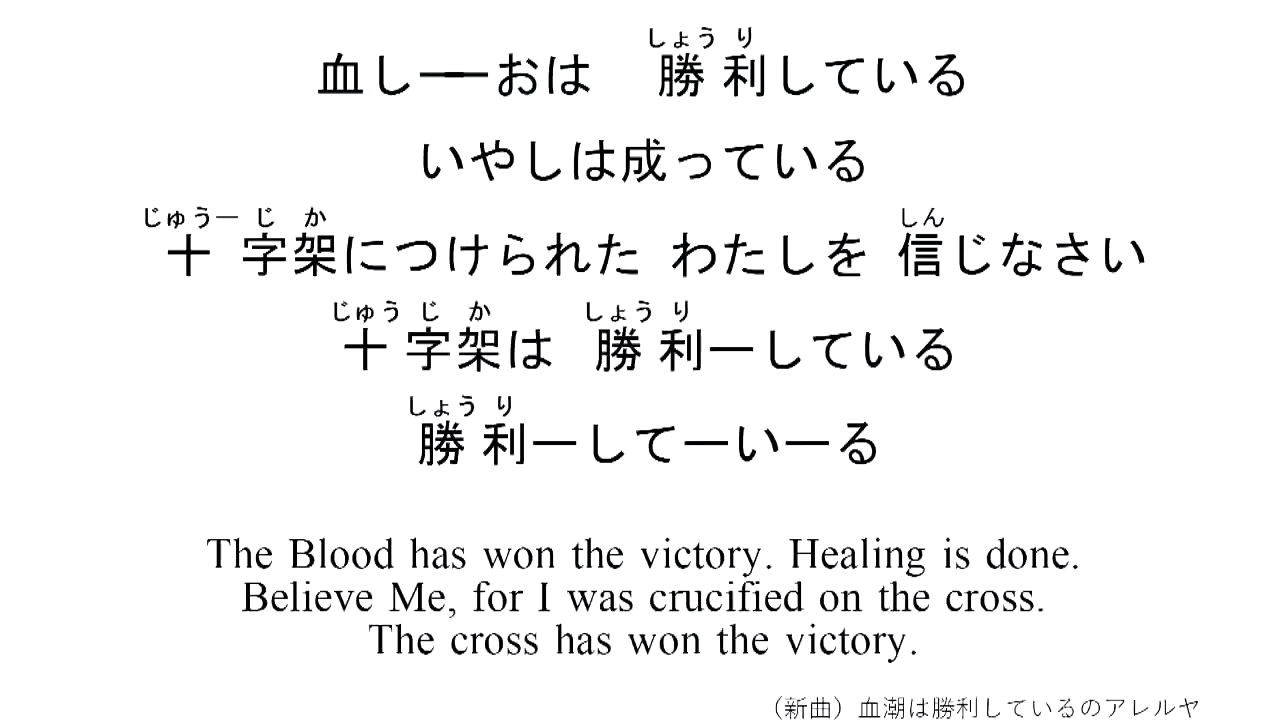 しょう り
血し━━おは 勝利している
いやしは成っている
じゅう━ じ か しん
十字架につけられた わたしを 信じなさい
じゅう じ か しょう り
十字架は 勝利━している
しょう り
勝利━して━い━る
The Blood has won the victory. Healing is done.
Believe Me, for I was crucified on the cross.
The cross has won the victory.
（新曲）血潮は勝利しているのアレルヤ